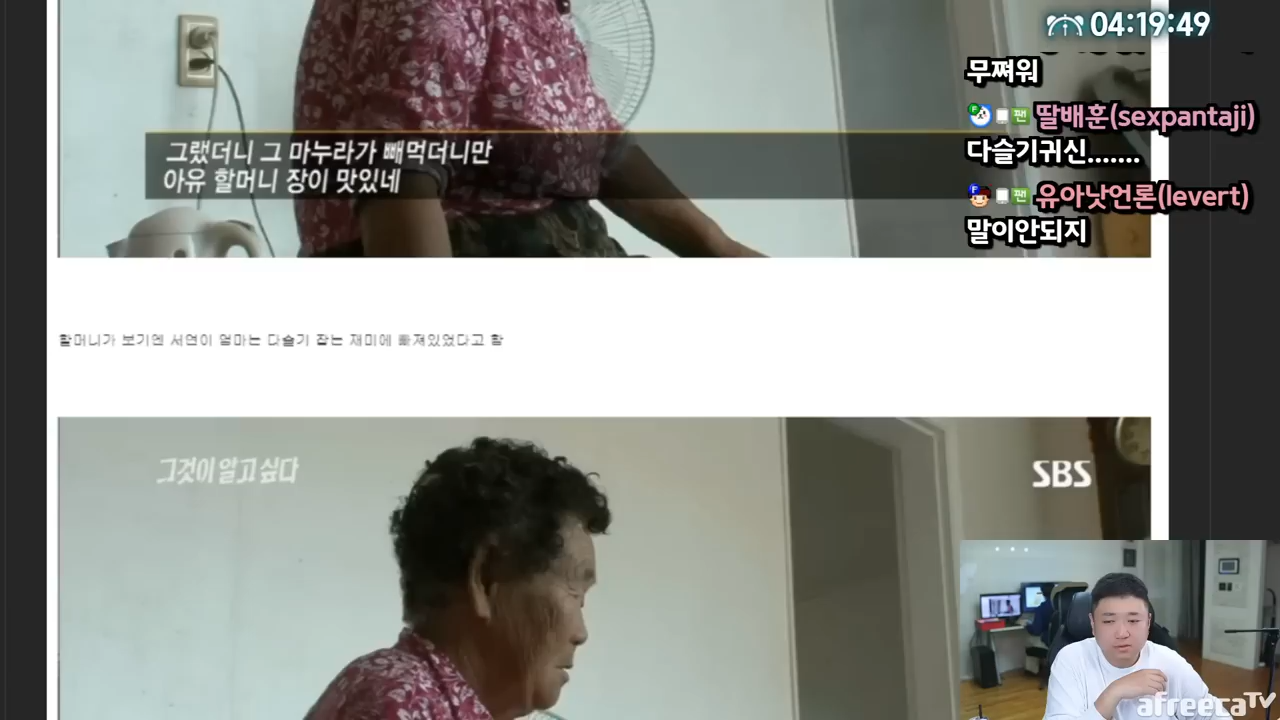 04:19:49
무쪄워
딸배훈(sexpantaji)
다슬기귀신.......
유아낫언론(levert)
말이안되지
그랬더니 그 마누라가 빼먹더니만
아유 할머니 장이 맛있네
할머니가 보기엔 서연이 엄마는 다슬기 잡는 재미에 빠져있었다고 함
그것이 알고 싶다
SBS
afreecaTV